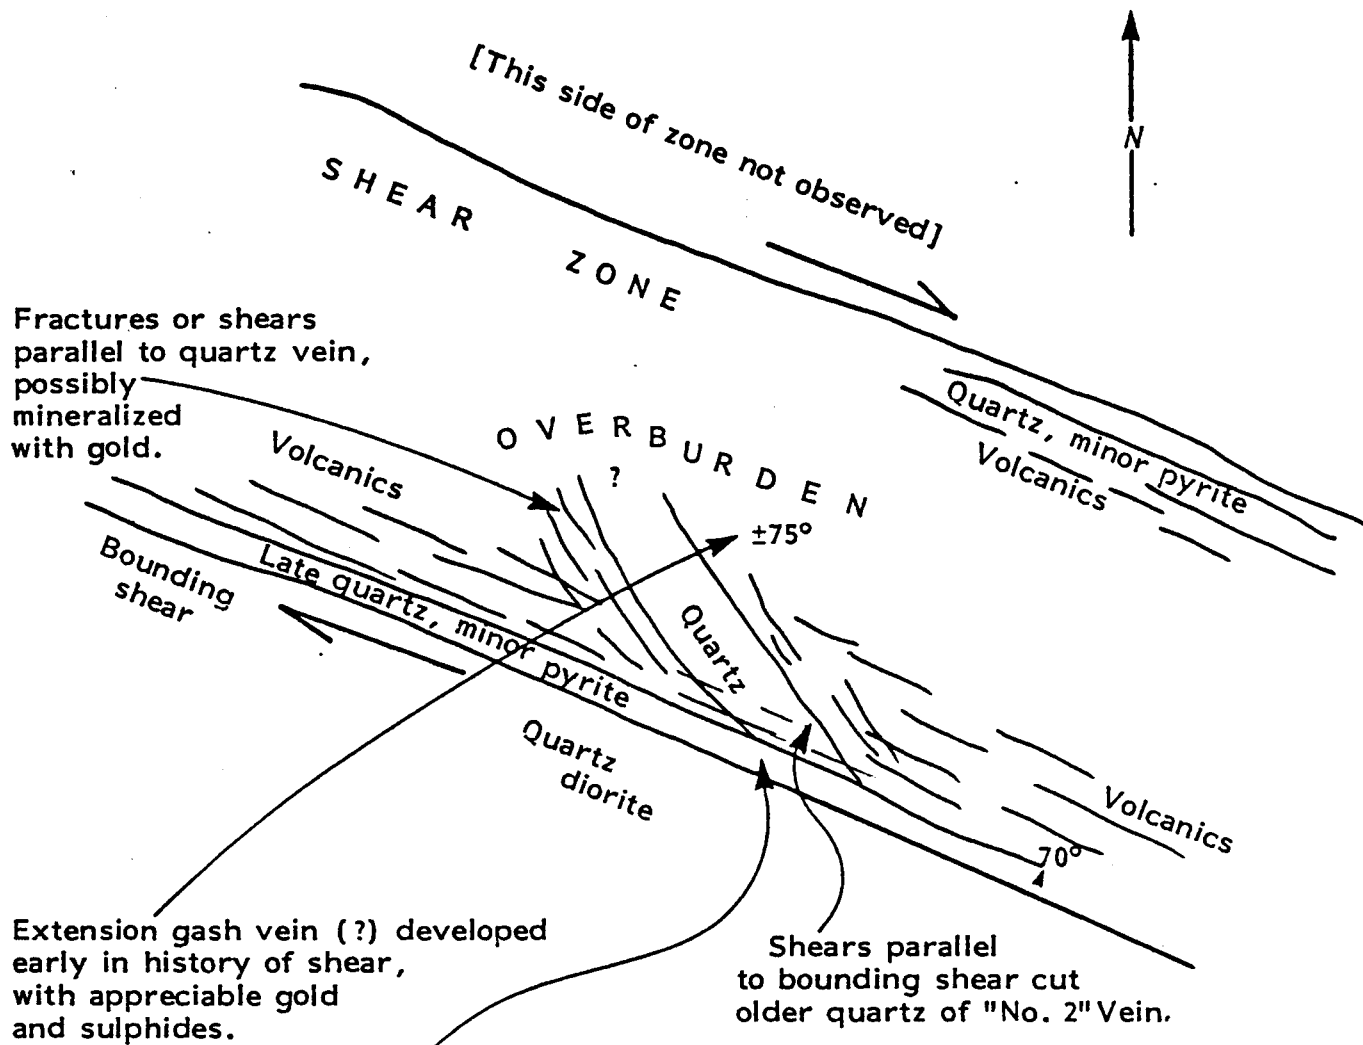 [This side of zone not observed]
N
SHEAR ZONE
Fractures or shears
parallel to quartz vein,
possibly
mineralized
with gold.
Volcanics
OVERBURDEN
?
±75°
Quartz, minor pyrite
Volcanics
Bounding
shear
Late quartz, minor pyrite
Quartz
Quartz
diorite
Volcanics
70°
Extension gash vein (?) developed
early in history of shear,
with appreciable gold
and sulphides.
Shears parallel
to bounding shear cut
older quartz of "No. 2" Vein.